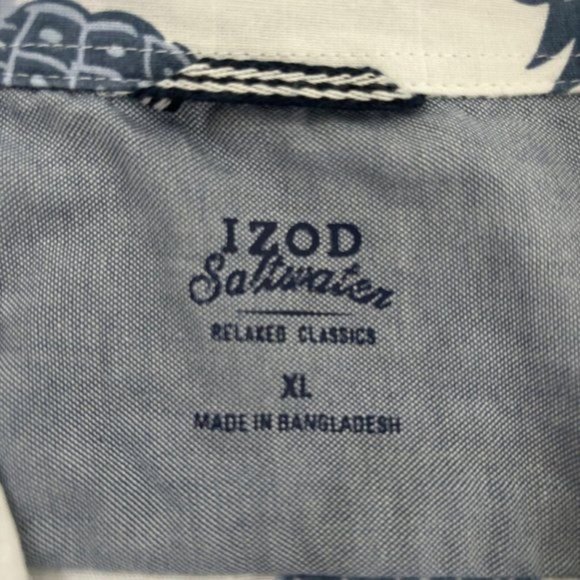 IZOD
Saltwater
RELAXED CLASSICS
XL
MADE IN BANGLADESH